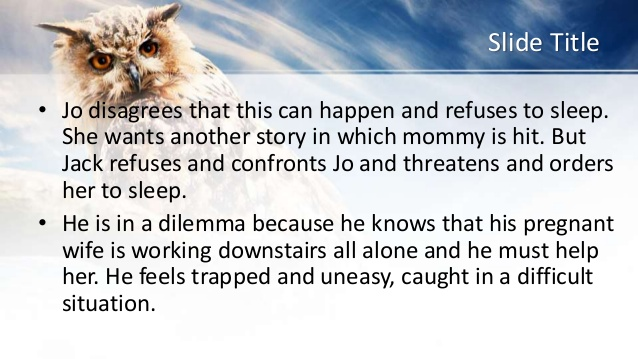 Slide Title
• Jo disagrees that this can happen and refuses to sleep.
She wants another story in which mommy is hit. But
Jack refuses and confronts Jo and threatens and orders
her to sleep.
• He is in a dilemma because he knows that his pregnant
wife is working downstairs all alone and he must help
her. He feels trapped and uneasy, caught in a difficult
situation.